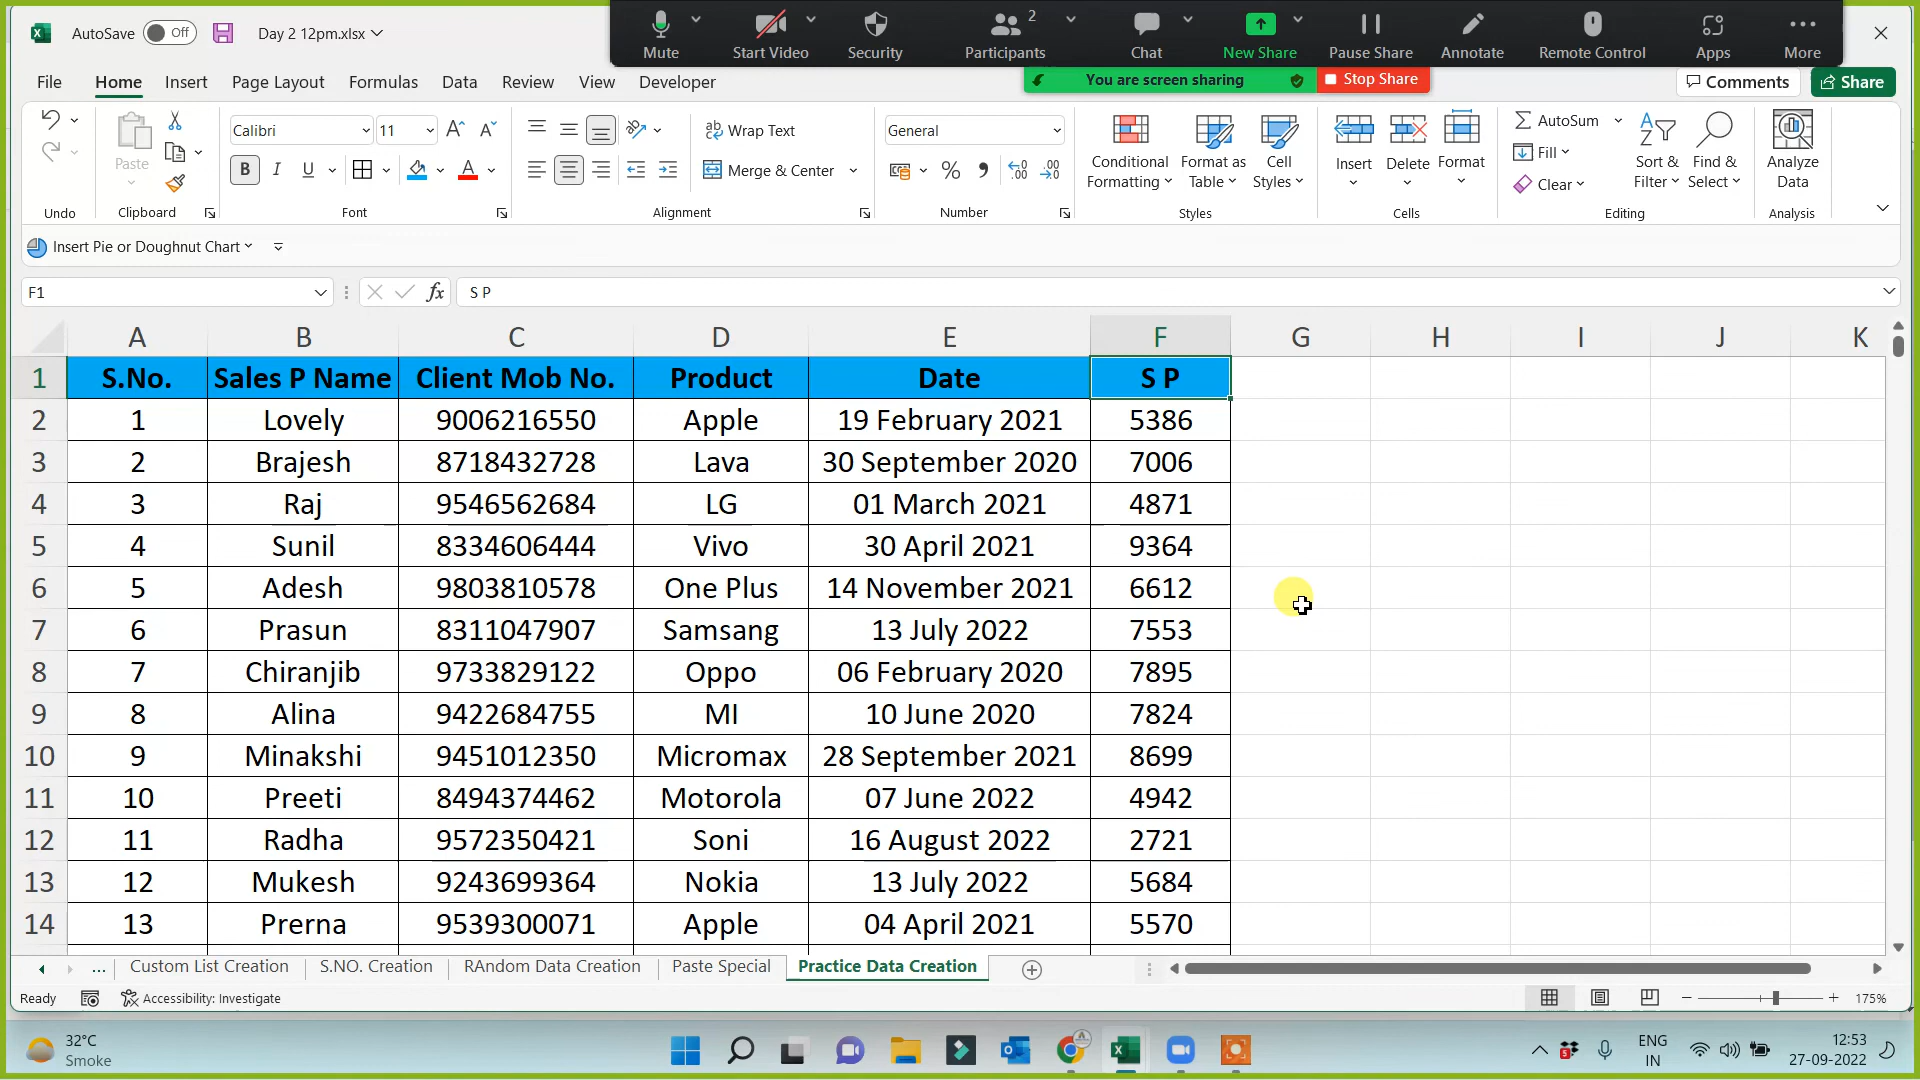 AutoSave Off Day 2 12pm.xlsx
Mute Start Video Security Participants 2 Chat New Share Pause Share Annotate Remote Control Apps More
File Home Insert Page Layout Formulas Data Review View Developer
You are screen sharing Stop Share
Comments Share
Paste
Calibri 11
B I U
Wrap Text
Merge & Center
General
Conditional Formatting
Format as Table
Cell Styles
Insert Delete Format
AutoSum
Fill
Clear
Sort & Filter
Find & Select
Analyze Data
Undo Clipboard Font Alignment Number Styles Cells Editing Analysis
Insert Pie or Doughnut Chart
F1 fx S P
A B C D E F G H I J K
1 S.No. Sales P Name Client Mob No. Product Date S P
2 1 Lovely 9006216550 Apple 19 February 2021 5386
3 2 Brajesh 8718432728 Lava 30 September 2020 7006
4 3 Raj 9546562684 LG 01 March 2021 4871
5 4 Sunil 8334606444 Vivo 30 April 2021 9364
6 5 Adesh 9803810578 One Plus 14 November 2021 6612
7 6 Prasun 8311047907 Samsang 13 July 2022 7553
8 7 Chiranjib 9733829122 Oppo 06 February 2020 7895
9 8 Alina 9422684755 MI 10 June 2020 7824
10 9 Minakshi 9451012350 Micromax 28 September 2021 8699
11 10 Preeti 8494374462 Motorola 07 June 2022 4942
12 11 Radha 9572350421 Soni 16 August 2022 2721
13 12 Mukesh 9243699364 Nokia 13 July 2022 5684
14 13 Prerna 9539300071 Apple 04 April 2021 5570
... Custom List Creation S.NO. Creation RAndom Data Creation Paste Special Practice Data Creation
Ready Accessibility: Investigate 175%
32°C
Smoke
ENG
IN
12:53
27-09-2022